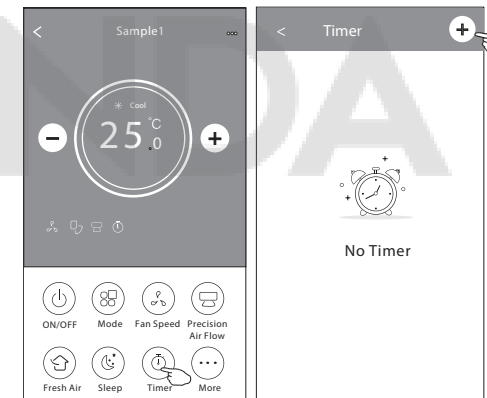 Sample1
Cool
25.0°C
ON/OFF
Mode
Fan Speed
Precision
Air Flow
Fresh Air
Sleep
Timer
More
Timer
No Timer